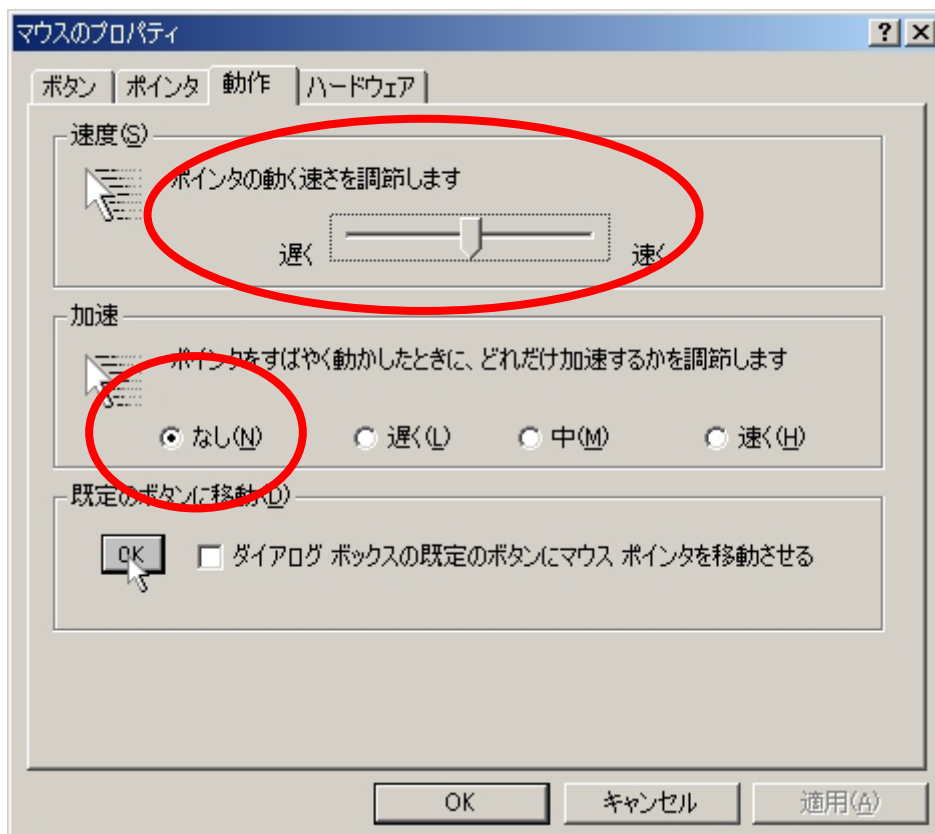 マウスのプロパティ
ボタン ポインタ 動作 ハードウェア
速度(S)
ポインタの動く速さを調節します
遅く 速く
加速
ポインタをすばやく動かしたときに、どれだけ加速するかを調節します
なし(N) 遅く(L) 中(M) 速く(H)
既定のボタンに移動(D)
OK ダイアログ ボックスの既定のボタンにマウス ポインタを移動させる
OK キャンセル 適用(A)